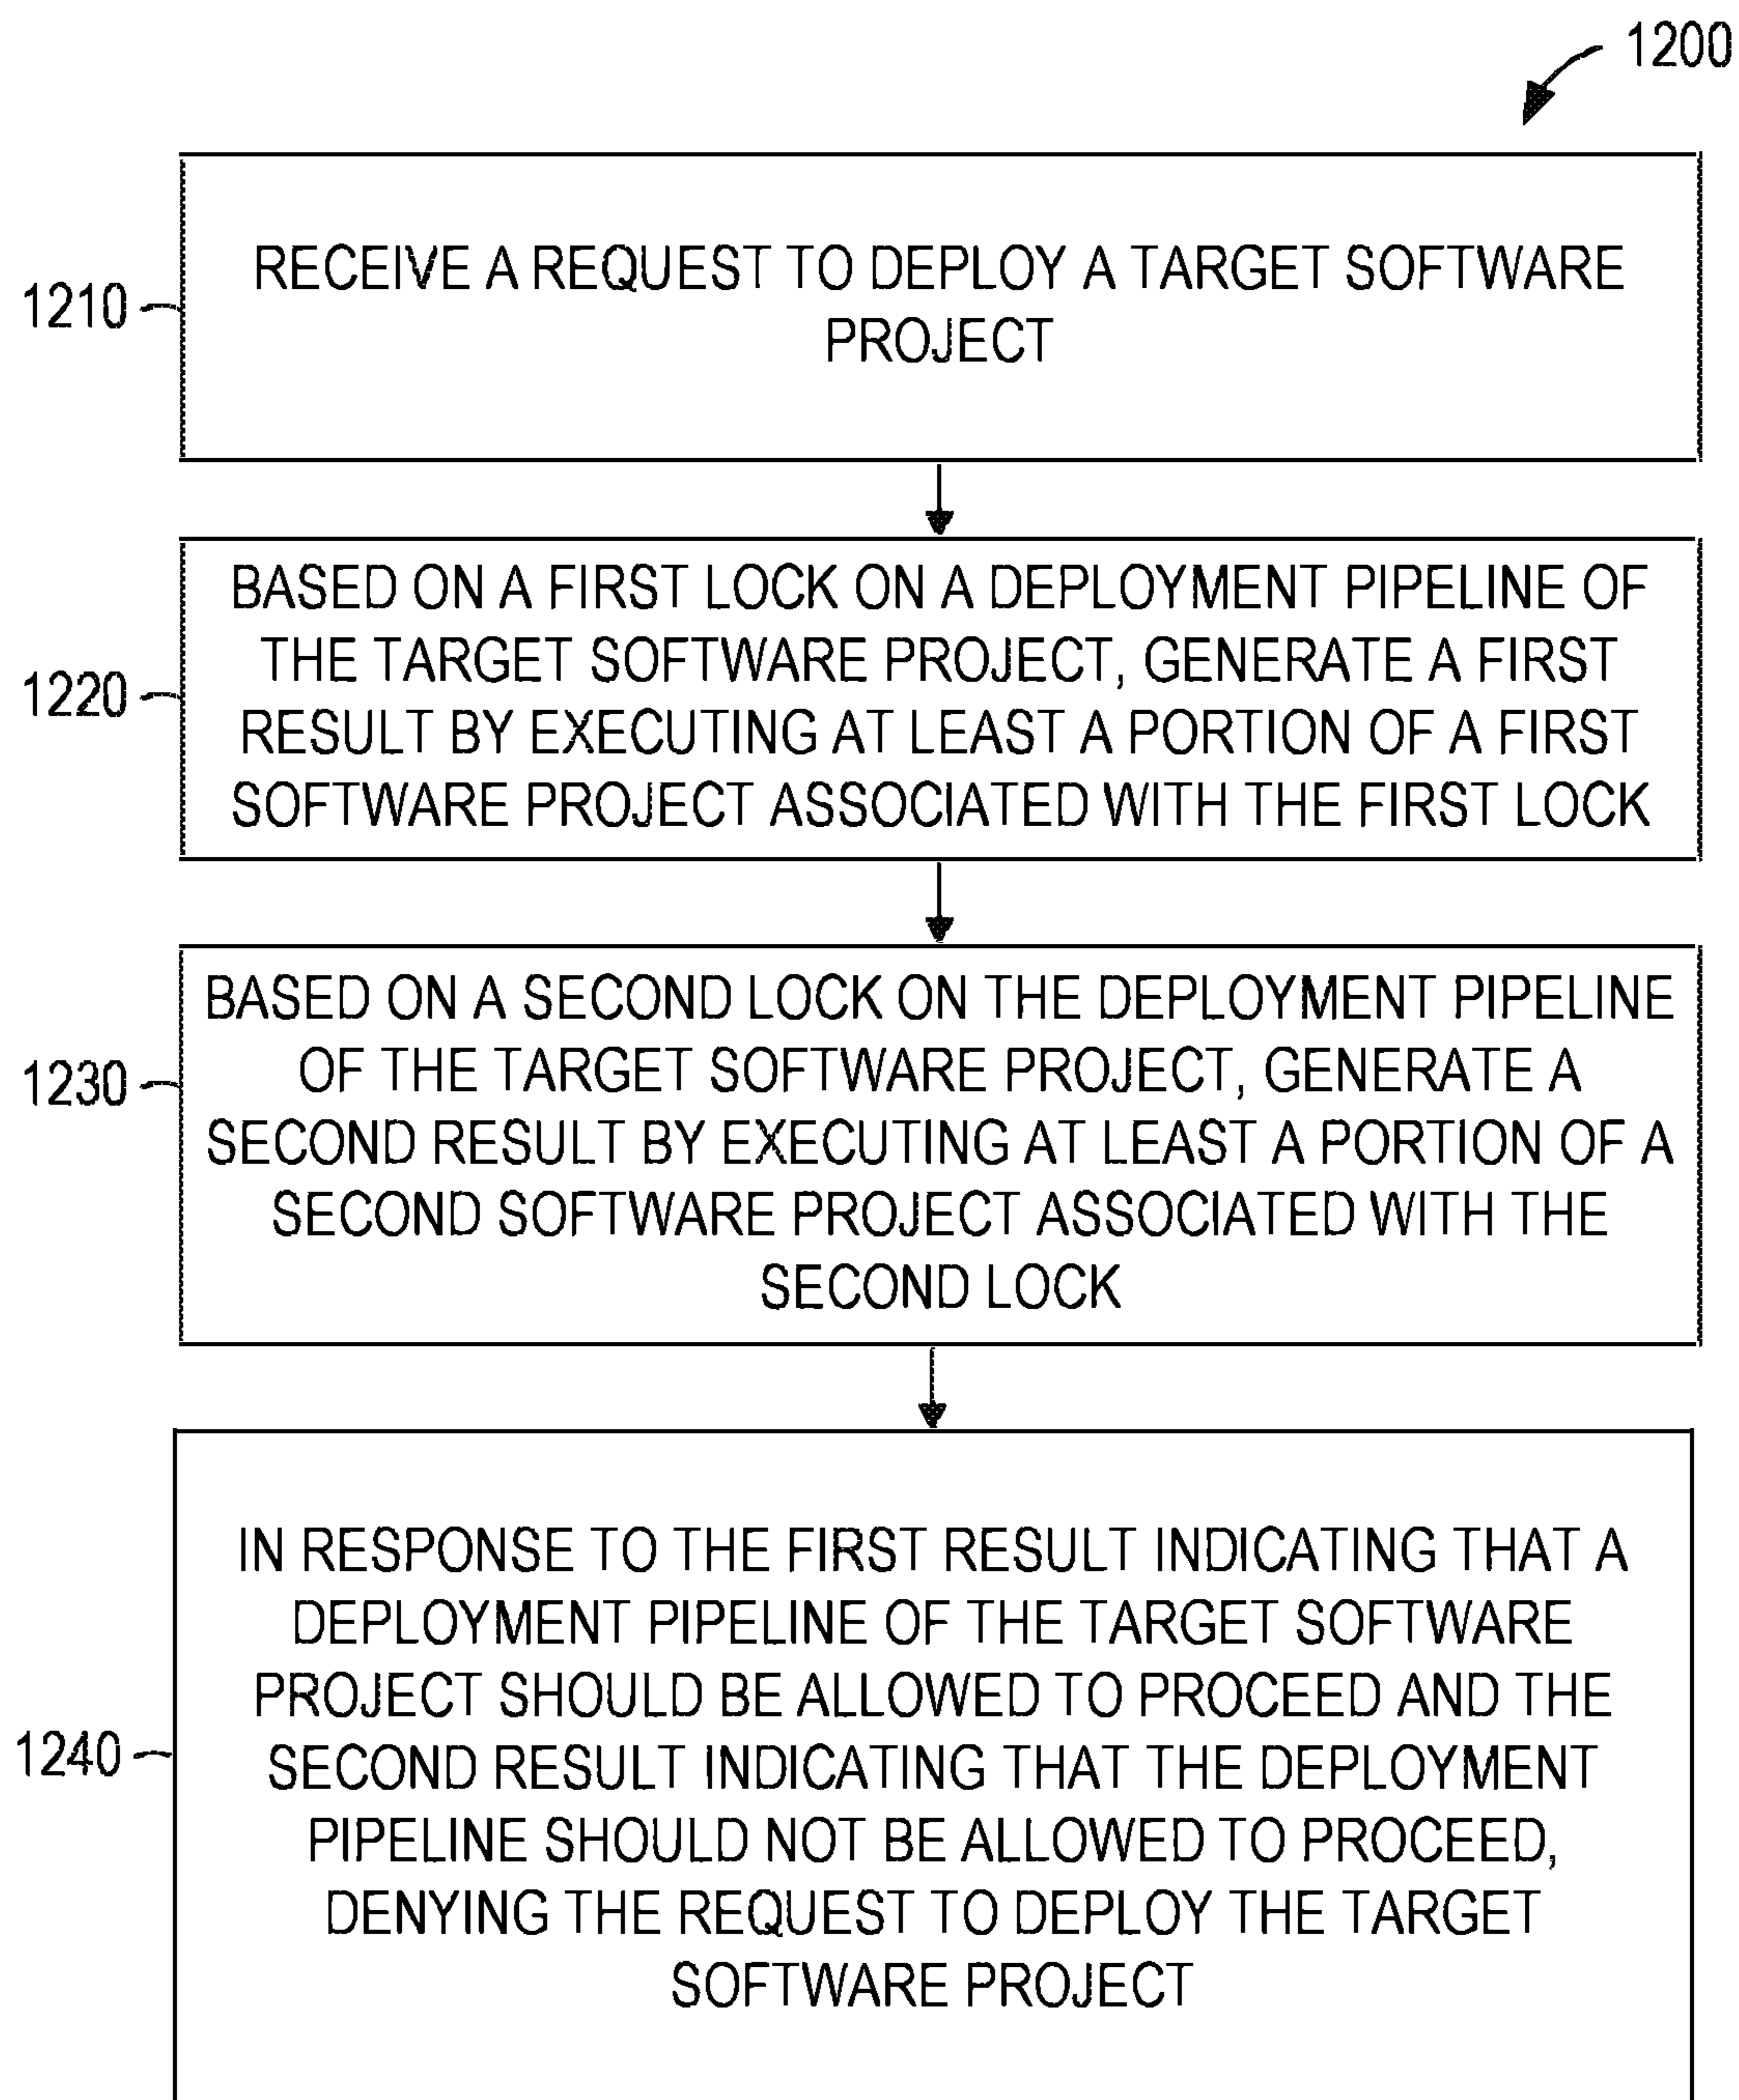 1200
1210
RECEIVE A REQUEST TO DEPLOY A TARGET SOFTWARE
PROJECT
1220
BASED ON A FIRST LOCK ON A DEPLOYMENT PIPELINE OF
THE TARGET SOFTWARE PROJECT, GENERATE A FIRST
RESULT BY EXECUTING AT LEAST A PORTION OF A FIRST
SOFTWARE PROJECT ASSOCIATED WITH THE FIRST LOCK
1230
BASED ON A SECOND LOCK ON THE DEPLOYMENT PIPELINE
OF THE TARGET SOFTWARE PROJECT, GENERATE A
SECOND RESULT BY EXECUTING AT LEAST A PORTION OF A
SECOND SOFTWARE PROJECT ASSOCIATED WITH THE
SECOND LOCK
1240
IN RESPONSE TO THE FIRST RESULT INDICATING THAT A
DEPLOYMENT PIPELINE OF THE TARGET SOFTWARE
PROJECT SHOULD BE ALLOWED TO PROCEED AND THE
SECOND RESULT INDICATING THAT THE DEPLOYMENT
PIPELINE SHOULD NOT BE ALLOWED TO PROCEED,
DENYING THE REQUEST TO DEPLOY THE TARGET
SOFTWARE PROJECT